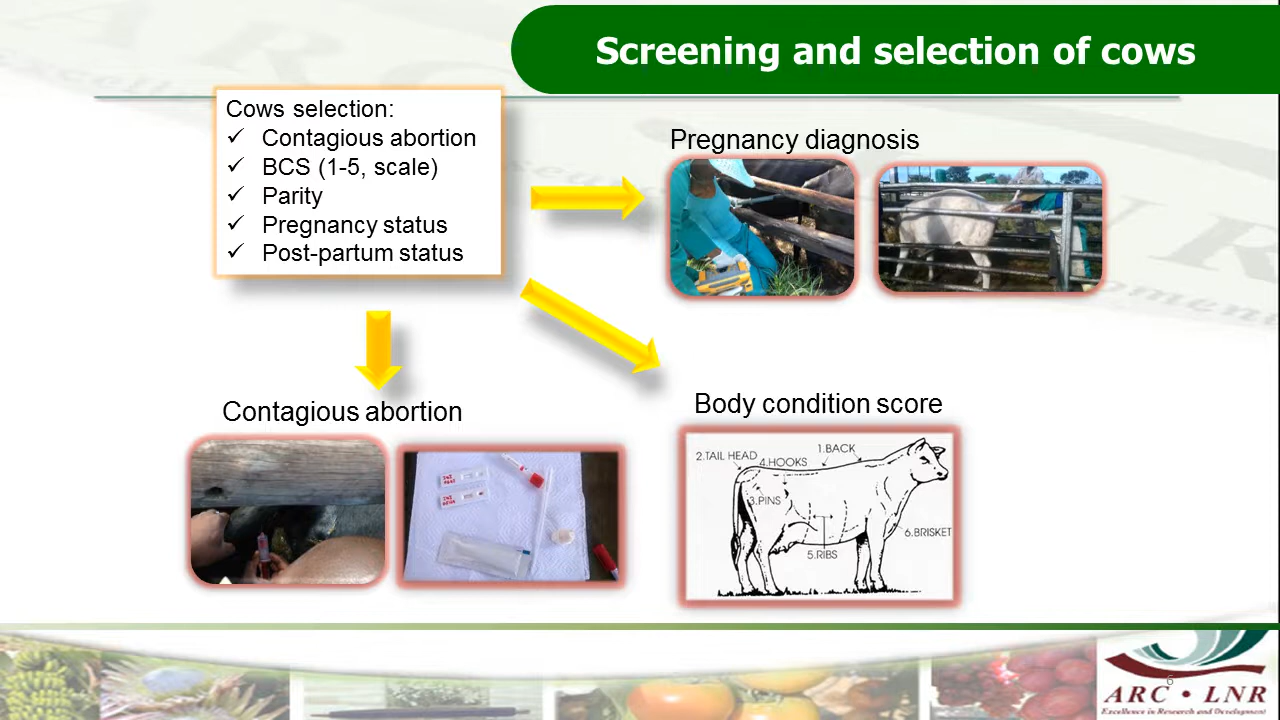 Screening and selection of cows
Cows selection:
✓ Contagious abortion
✓ BCS (1-5, scale)
✓ Parity
✓ Pregnancy status
✓ Post-partum status
Pregnancy diagnosis
Contagious abortion
Body condition score
1.BACK
2.TAIL HEAD
4.HOOKS
3.PINS
6.BRISKET
5.RIBS
6
ARC • LNR
Excellence in Research and Development